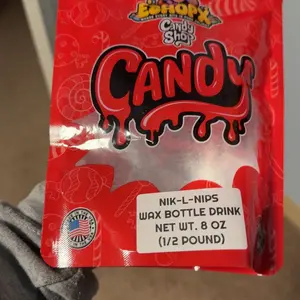 Candy
Shop
CANDY
NIK-L-NIPS
WAX BOTTLE DRINK
NET WT. 8 OZ
(1/2 POUND)